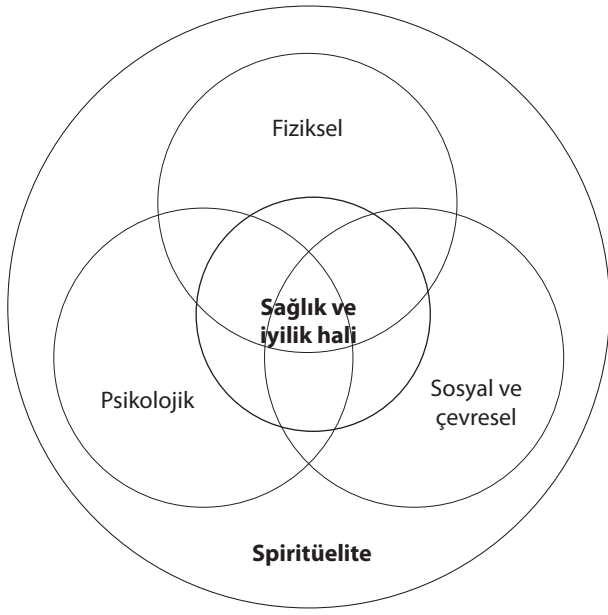 Fiziksel
Sağlık ve
iyilik hali
Psikolojik
Sosyal ve
çevresel
Spiritüelite